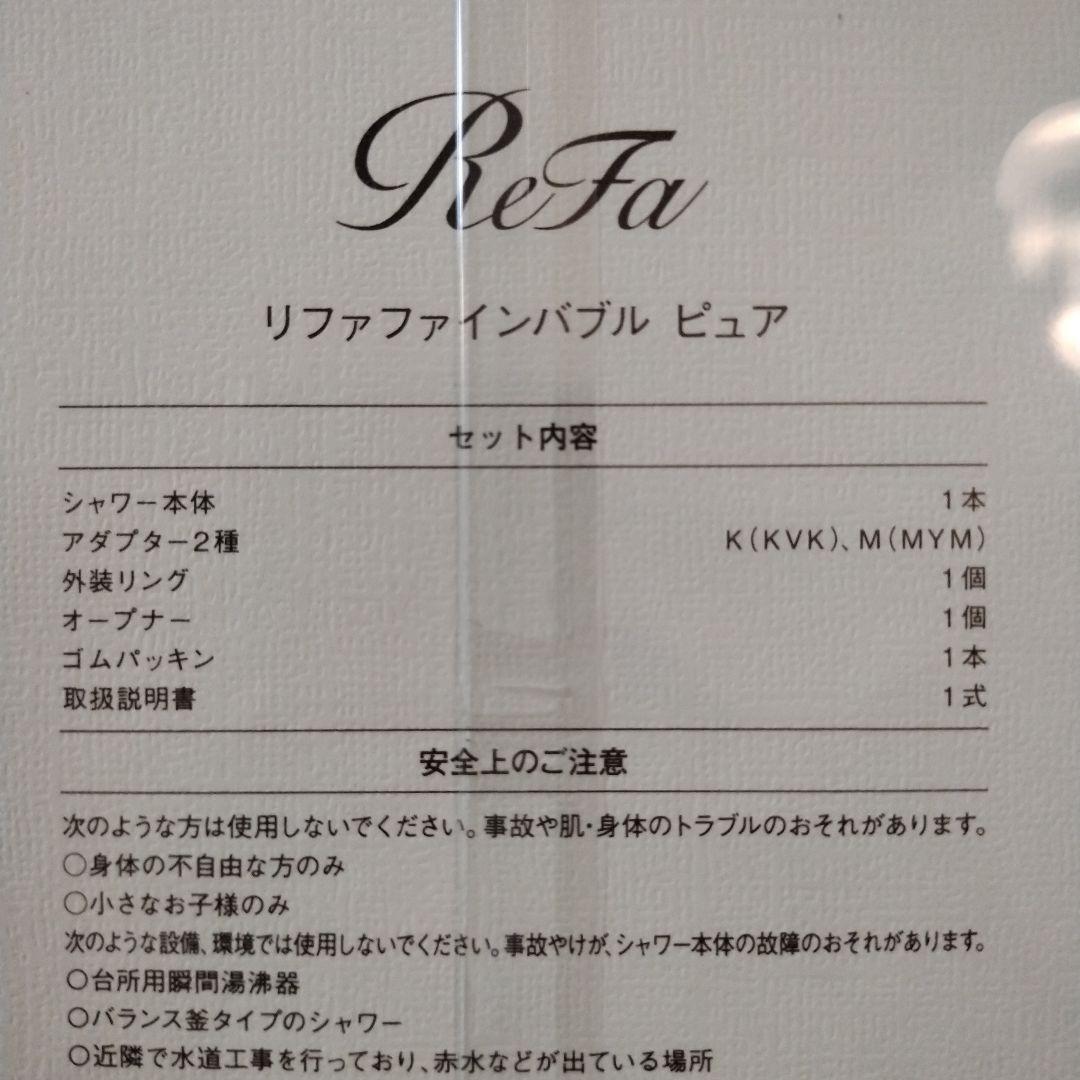 ReFa
リファファインバブル ピュア
セット内容
シャワー本体 1本
アダプター2種 K(KVK)、M(MYM)
外装リング 1個
オープナー 1個
ゴムパッキン 1本
取扱説明書 1式
安全上のご注意
次のような方は使用しないでください。事故や肌・身体のトラブルのおそれがあります。
○身体の不自由な方のみ
○小さなお子様のみ
次のような設備、環境では使用しないでください。事故やけが、シャワー本体の故障のおそれがあります。
○台所用瞬間湯沸器
○バランス釜タイプのシャワー
○近隣で水道工事を行っており、赤水などが出ている場所